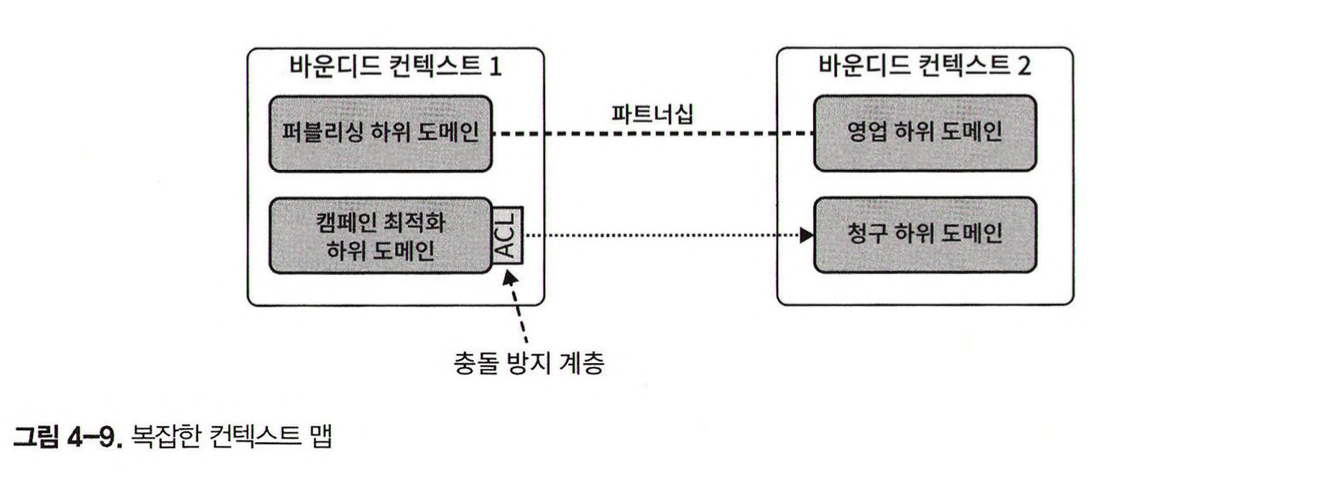 바운디드 컨텍스트 1
바운디드 컨텍스트 2
퍼블리싱 하위 도메인
파트너십
영업 하위 도메인
캠페인 최적화
하위 도메인
ACL
청구 하위 도메인
충돌 방지 계층
그림 4-9. 복잡한 컨텍스트 맵